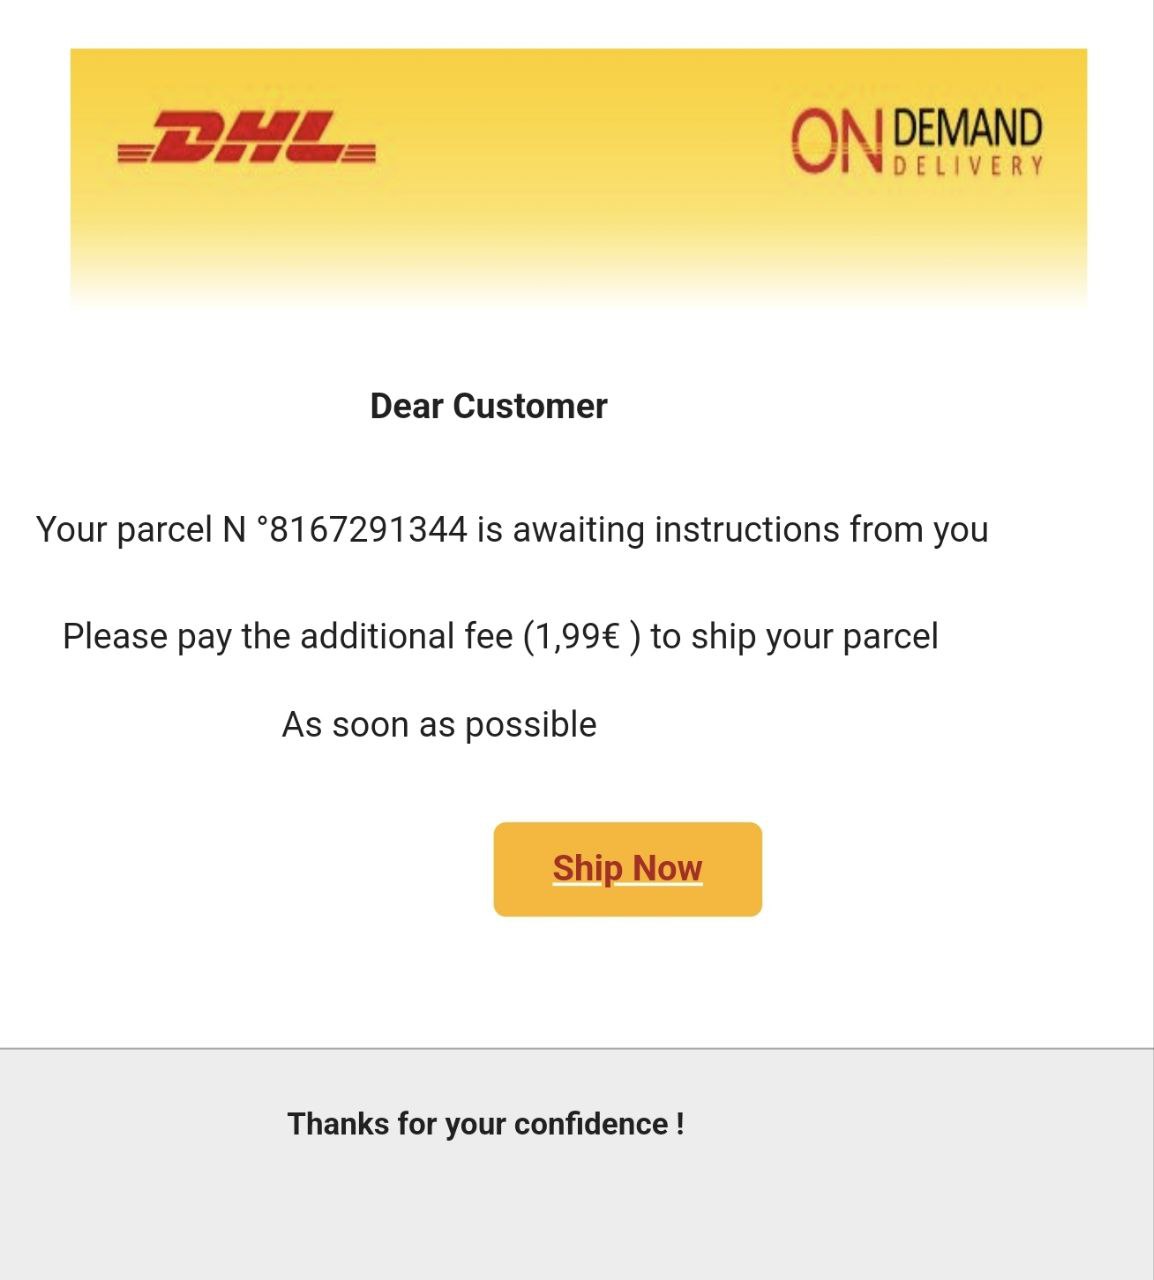 DHL
ON DEMAND
DELIVERY
Dear Customer
Your parcel N °8167291344 is awaiting instructions from you
Please pay the additional fee (1,99€ ) to ship your parcel
As soon as possible
Ship Now
Thanks for your confidence !